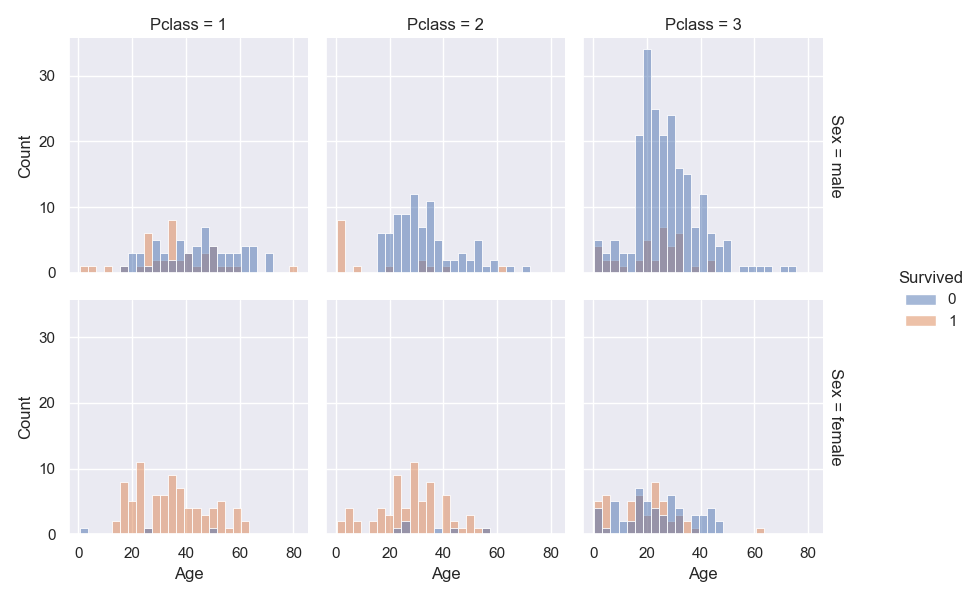 Pclass = 1
Pclass = 2
Pclass = 3
30
20
10
0
Count
Sex = male
30
20
10
0
Count
Sex = female
0 20 40 60 80
0 20 40 60 80
0 20 40 60 80
Age
Age
Age
Survived
0
1